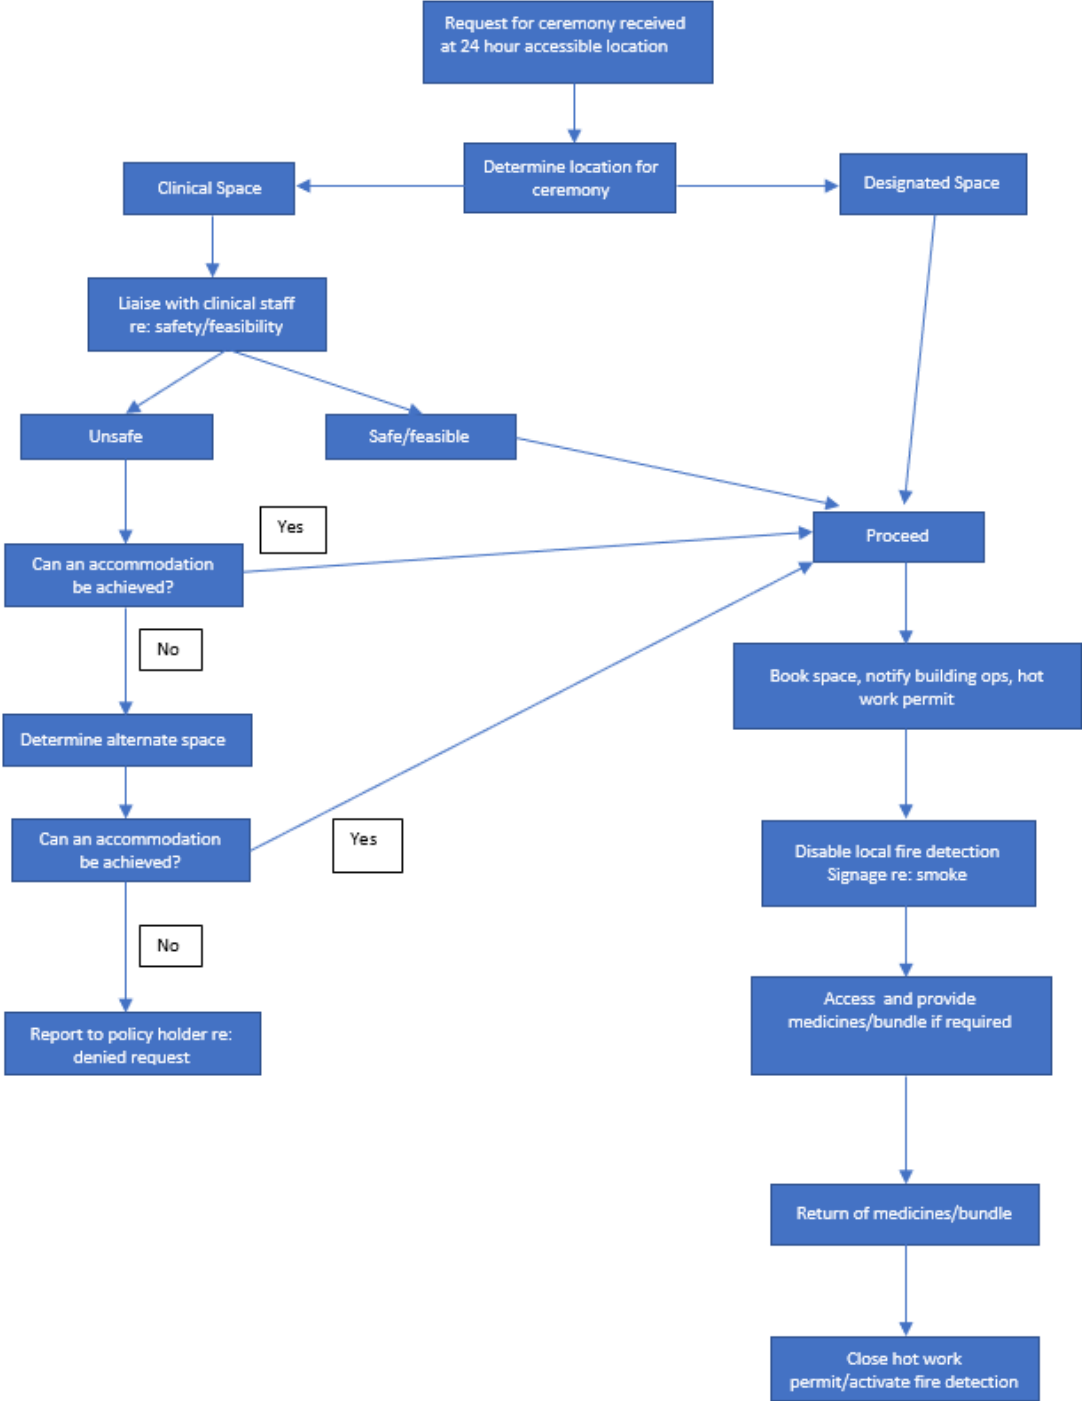 Request for ceremony received
at 24 hour accessible location
Determine location for
ceremony
Clinical Space
Designated Space
Liaise with clinical staff
re: safety/feasibility
Unsafe
Safe/feasible
Yes
Can an accommodation
be achieved?
Proceed
No
Book space, notify building ops, hot
work permit
Determine alternate space
Can an accommodation
be achieved?
Yes
Disable local fire detection
Signage re: smoke
No
Access and provide
medicines/bundle if required
Report to policy holder re:
denied request
Return of medicines/bundle
Close hot work
permit/activate fire detection